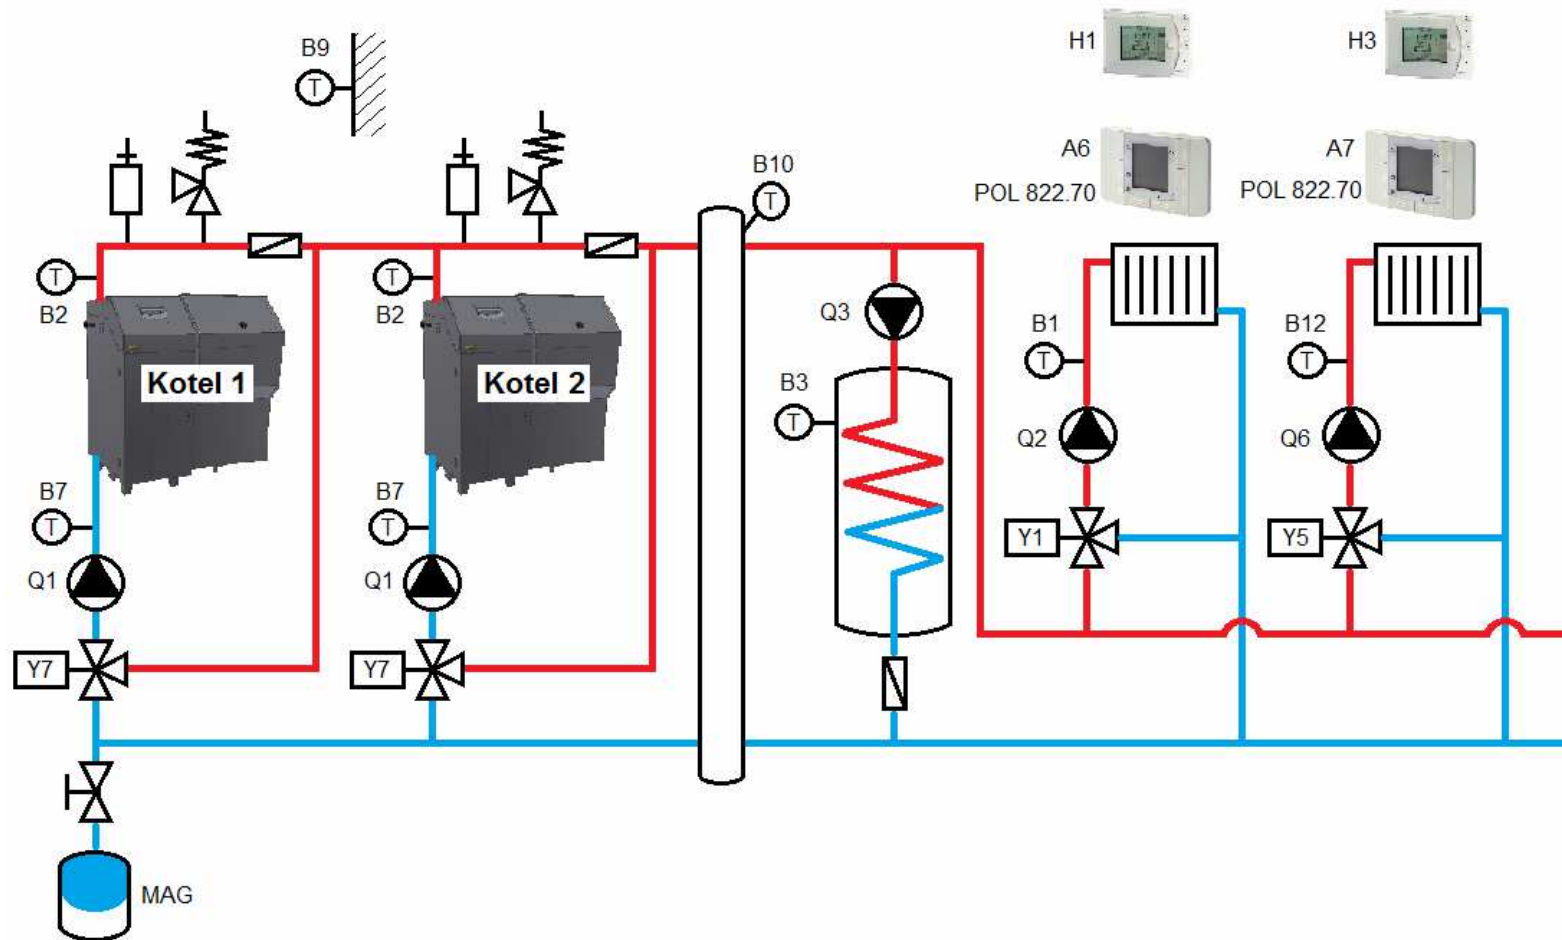 B9
T
H1
H3
B10
T
A6
POL 822.70
A7
POL 822.70
T
B2
T
B2
Kotel 1
Kotel 2
Q3
B3
T
B1
T
B12
T
Q2
Q6
B7
T
B7
T
Y1
Y5
Q1
Q1
Y7
Y7
MAG